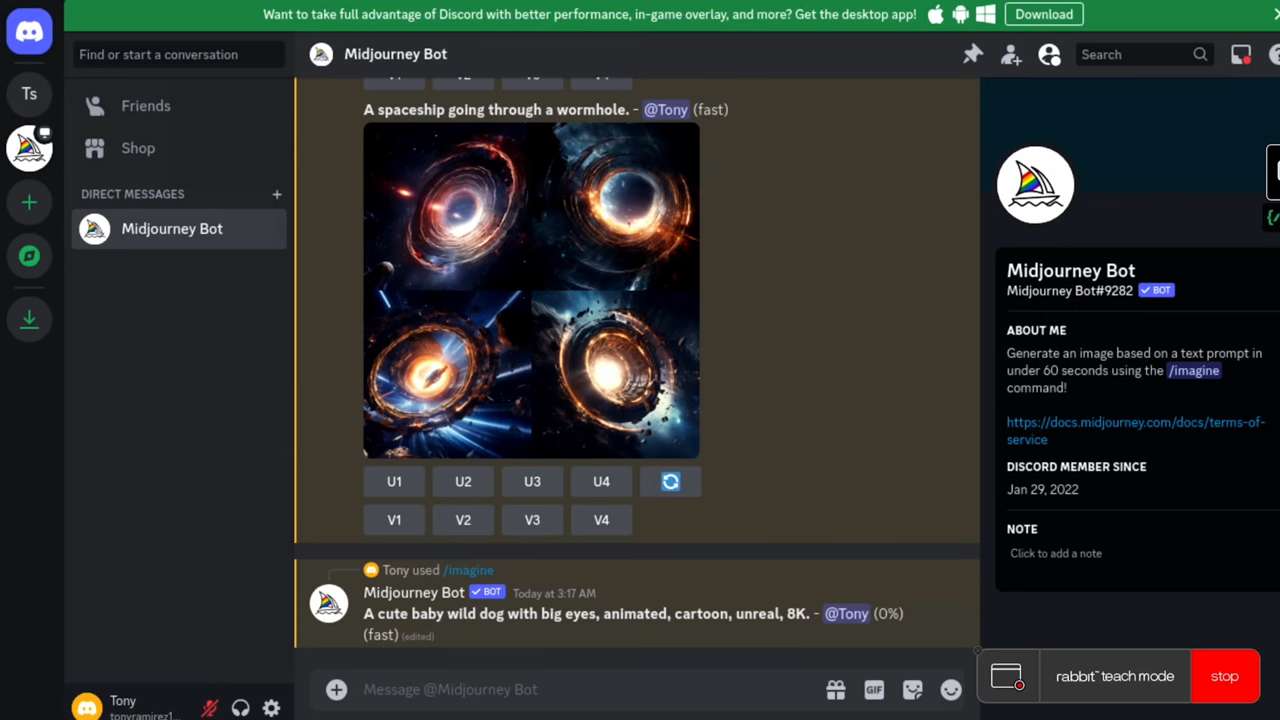 Want to take full advantage of Discord with better performance, in-game overlay, and more? Get the desktop app!
Download
Find or start a conversation
Midjourney Bot
Search
Ts
Friends
Shop
DIRECT MESSAGES
Midjourney Bot
A spaceship going through a wormhole. - @Tony (fast)
U1 U2 U3 U4
V1 V2 V3 V4
Tony used /imagine
Midjourney Bot BOT Today at 3:17 AM
A cute baby wild dog with big eyes, animated, cartoon, unreal, 8K. - @Tony (0%)
(fast) (edited)
Message @Midjourney Bot
GIF
Tony
tonyramirez1...
Midjourney Bot
Midjourney Bot#9282 BOT
ABOUT ME
Generate an image based on a text prompt in
under 60 seconds using the /imagine
command!
https://docs.midjourney.com/docs/terms-of-
service
DISCORD MEMBER SINCE
Jan 29, 2022
NOTE
Click to add a note
rabbit™ teach mode
stop